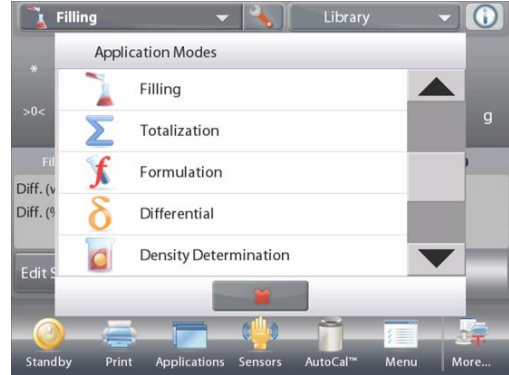 Filling
Library
Application Modes
*
Filling
>0<
g
Totalization
Fil
Formulation
Diff. (v
Diff. (%
Differential
Density Determination
Edit S
Standby
Print
Applications
Sensors
AutoCal™
Menu
More...